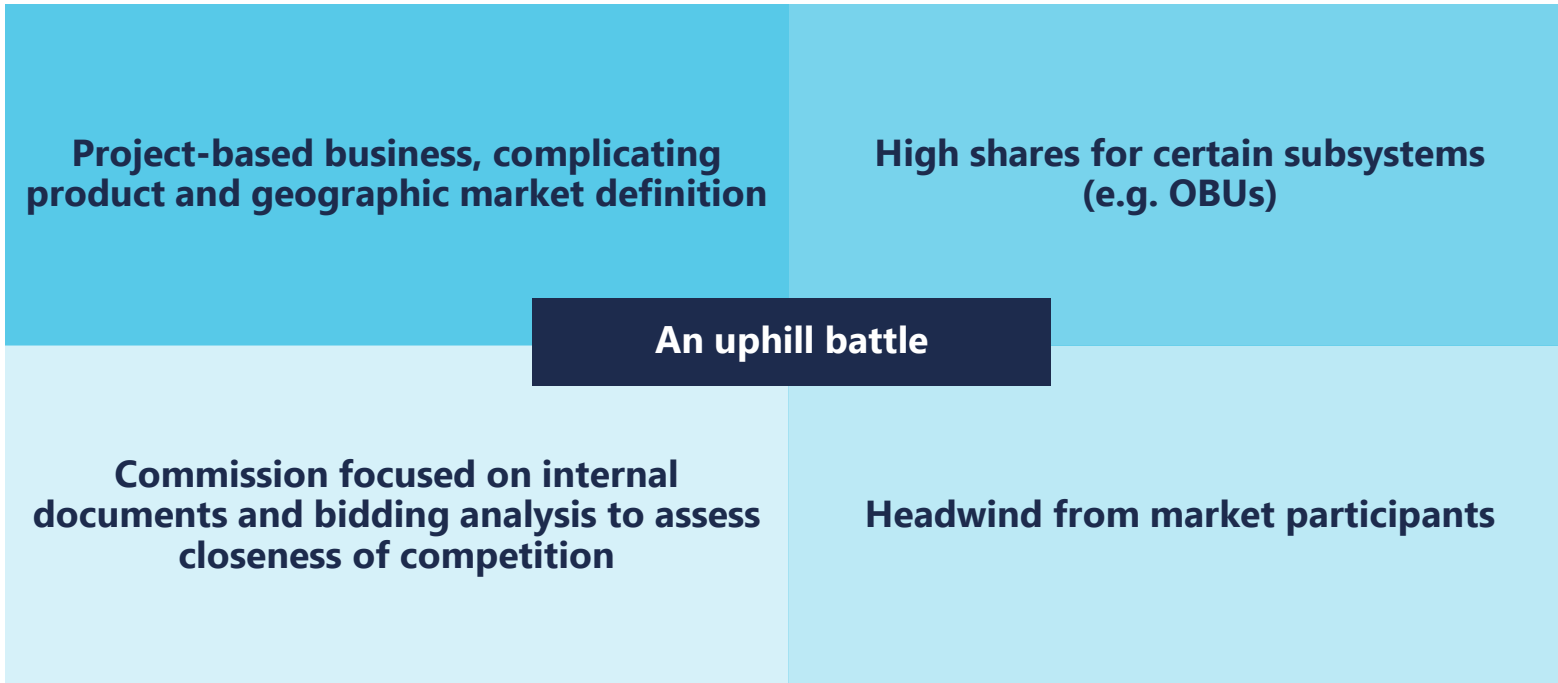 Project-based business, complicating
product and geographic market definition
High shares for certain subsystems
(e.g. OBUs)
An uphill battle
Commission focused on internal
documents and bidding analysis to assess
closeness of competition
Headwind from market participants